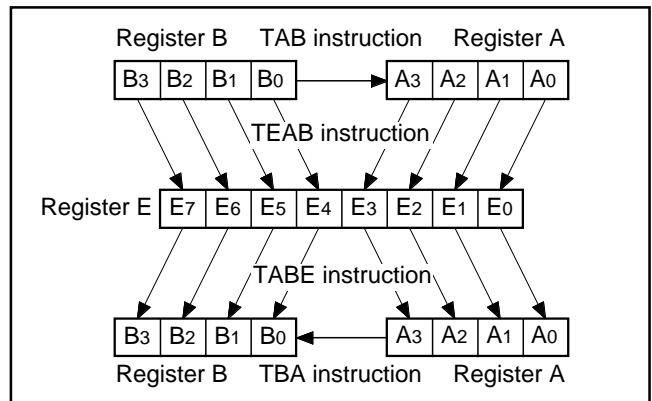 Register B TAB instruction Register A
B3 B2 B1 B0 A3 A2 A1 A0
TEAB instruction
Register E E7 E6 E5 E4 E3 E2 E1 E0
TABE instruction
B3 B2 B1 B0 A3 A2 A1 A0
Register B TBA instruction Register A